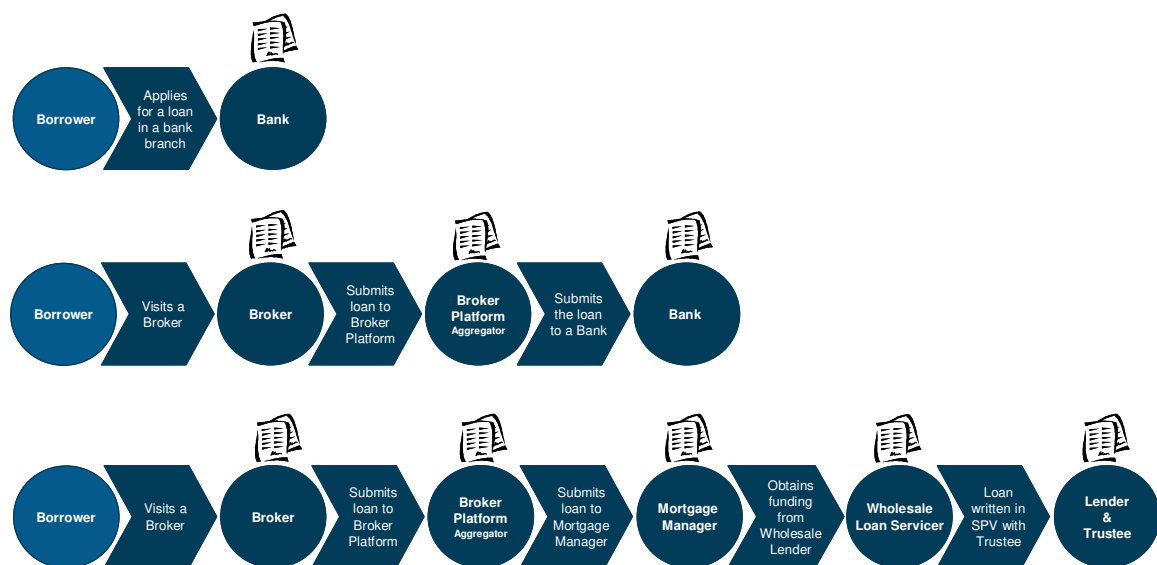 Borrower
Applies
for a loan
in a bank
branch
Bank
Borrower
Visits a
Broker
Broker
Submits
loan to
Broker
Platform
Broker
Platform
Aggregator
Submits
the loan
to a Bank
Bank
Borrower
Visits a
Broker
Broker
Submits
loan to
Broker
Platform
Broker
Platform
Aggregator
Submits
loan to
Mortgage
Manager
Mortgage
Manager
Obtains
funding
from
Wholesale
Lender
Wholesale
Loan Servicer
Loan
written in
SPV with
Trustee
Lender
&
Trustee